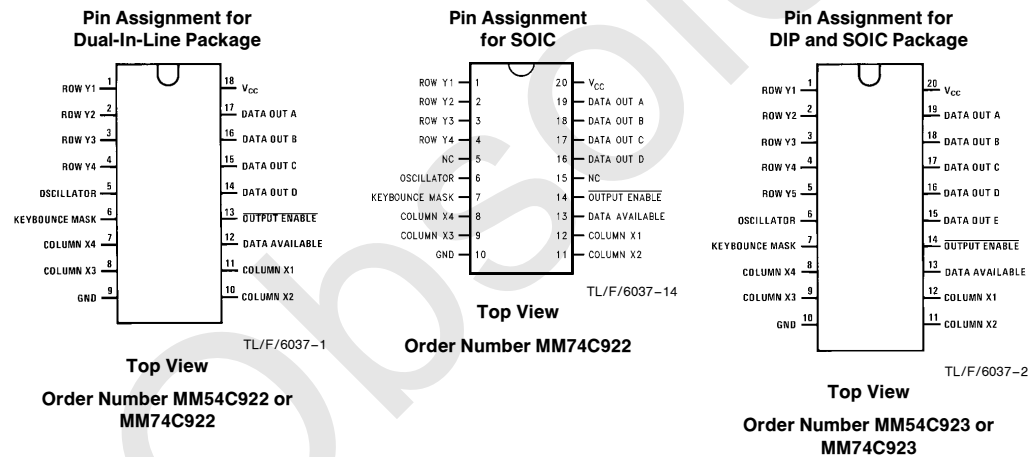 Pin Assignment for
Dual-In-Line Package
ROW Y1 1
ROW Y2 2
ROW Y3 3
ROW Y4 4
OSCILLATOR 5
KEYBOUNCE MASK 6
COLUMN X4 7
COLUMN X3 8
GND 9
18 VCC
17 DATA OUT A
16 DATA OUT B
15 DATA OUT C
14 DATA OUT D
13 OUTPUT ENABLE
12 DATA AVAILABLE
11 COLUMN X1
10 COLUMN X2
TL/F/6037–1
Top View
Order Number MM54C922 or
MM74C922
Pin Assignment
for SOIC
ROW Y1 1
ROW Y2 2
ROW Y3 3
ROW Y4 4
NC 5
OSCILLATOR 6
KEYBOUNCE MASK 7
COLUMN X4 8
COLUMN X3 9
GND 10
20 VCC
19 DATA OUT A
18 DATA OUT B
17 DATA OUT C
16 DATA OUT D
15 NC
14 OUTPUT ENABLE
13 DATA AVAILABLE
12 COLUMN X1
11 COLUMN X2
TL/F/6037–14
Top View
Order Number MM74C922
Pin Assignment for
DIP and SOIC Package
ROW Y1 1
ROW Y2 2
ROW Y3 3
ROW Y4 4
ROW Y5 5
OSCILLATOR 6
KEYBOUNCE MASK 7
COLUMN X4 8
COLUMN X3 9
GND 10
20 VCC
19 DATA OUT A
18 DATA OUT B
17 DATA OUT C
16 DATA OUT D
15 DATA OUT E
14 OUTPUT ENABLE
13 DATA AVAILABLE
12 COLUMN X1
11 COLUMN X2
TL/F/6037–2
Top View
Order Number MM54C923 or
MM74C923
Obsol